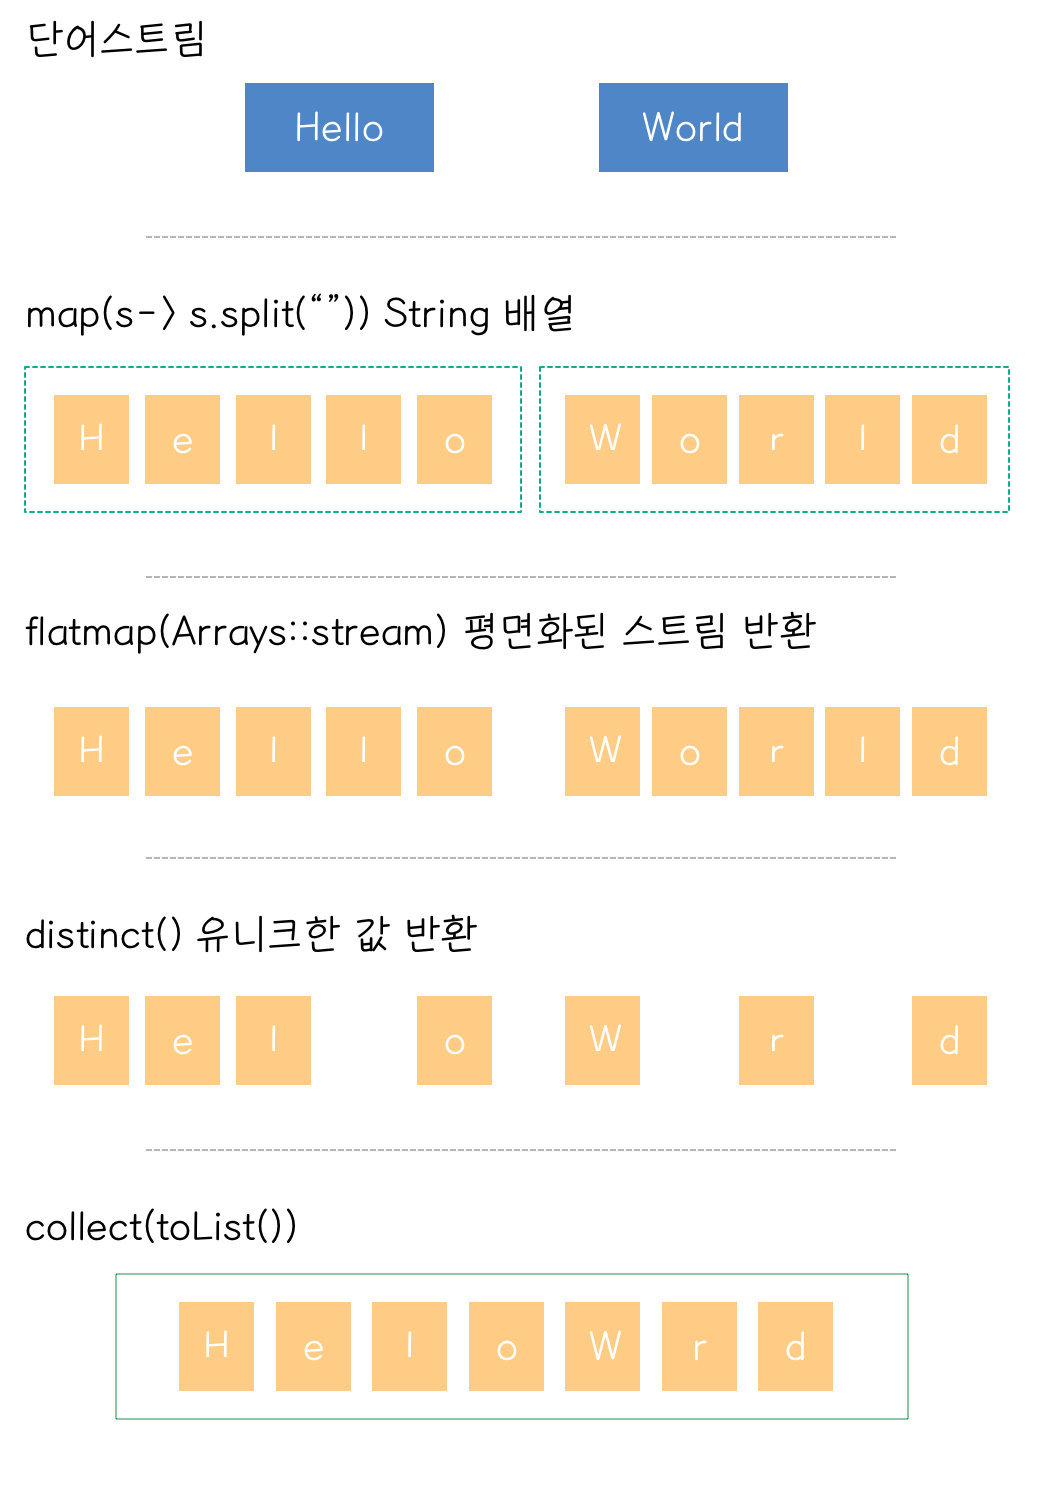 단어스트림
Hello World
map(s-> s.split(“”)) String 배열
H e l l o W o r l d
flatmap(Arrays::stream) 평면화된 스트림 반환
H e l l o W o r l d
distinct() 유니크한 값 반환
H e l o W r d
collect(toList())
H e l o W r d